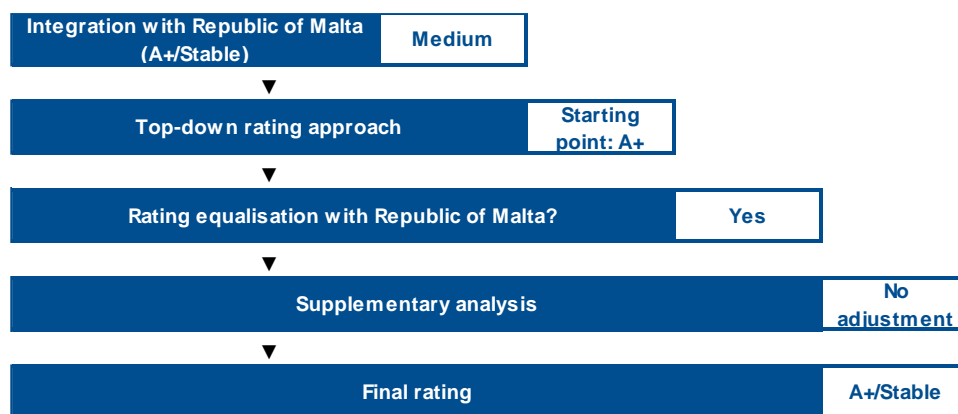 Integration with Republic of Malta
(A+/Stable)
Medium
▼
Top-down rating approach
Starting
point: A+
▼
Rating equalisation with Republic of Malta?
Yes
▼
Supplementary analysis
No
adjustment
▼
Final rating
A+/Stable